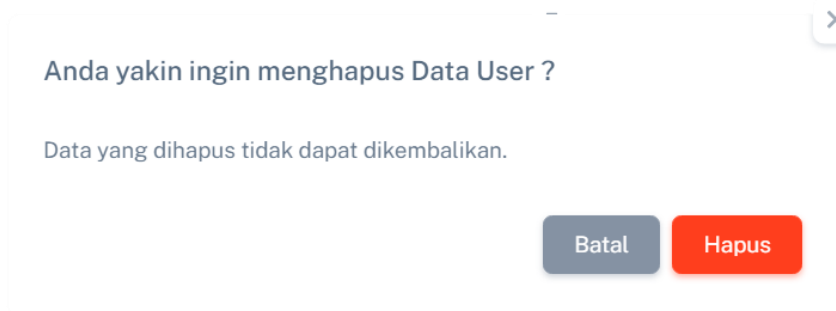 Anda yakin ingin menghapus Data User ?
Data yang dihapus tidak dapat dikembalikan.
Batal
Hapus